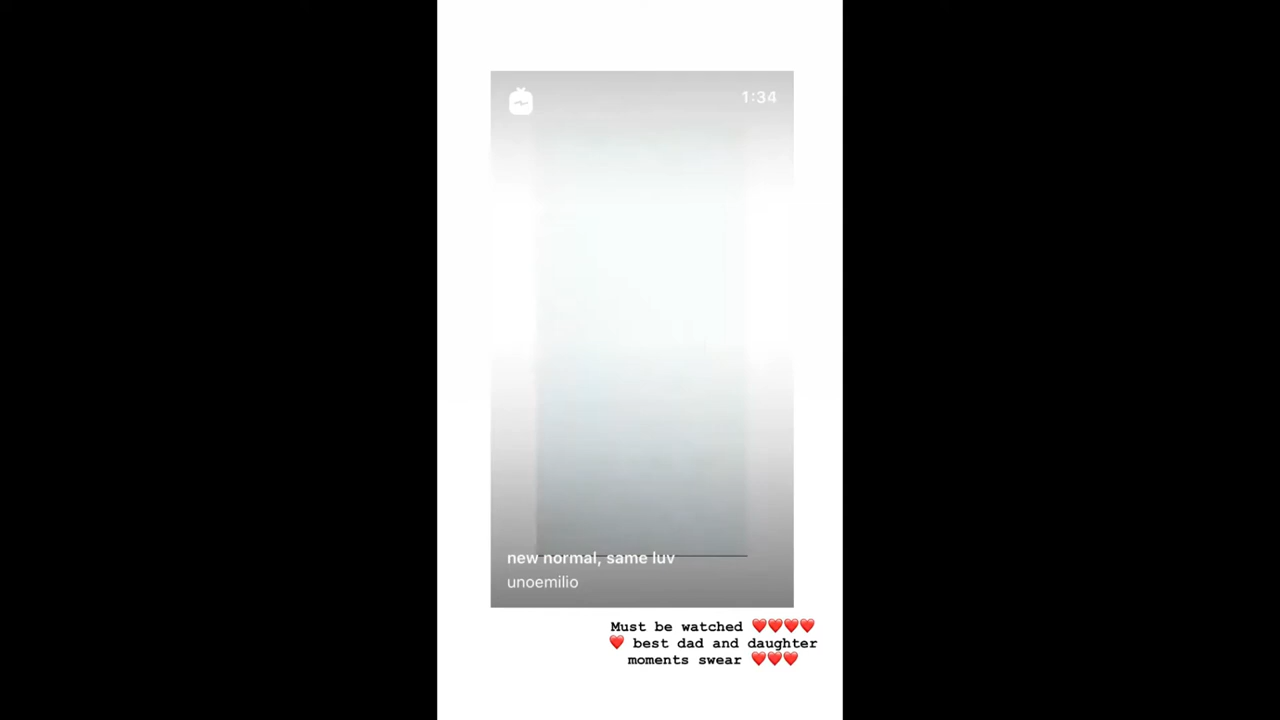 1:34
new normal, same luv
unoemilio
Must be watched ❤️❤️❤️❤️
❤️ best dad and daughter
moments swear ❤️❤️❤️